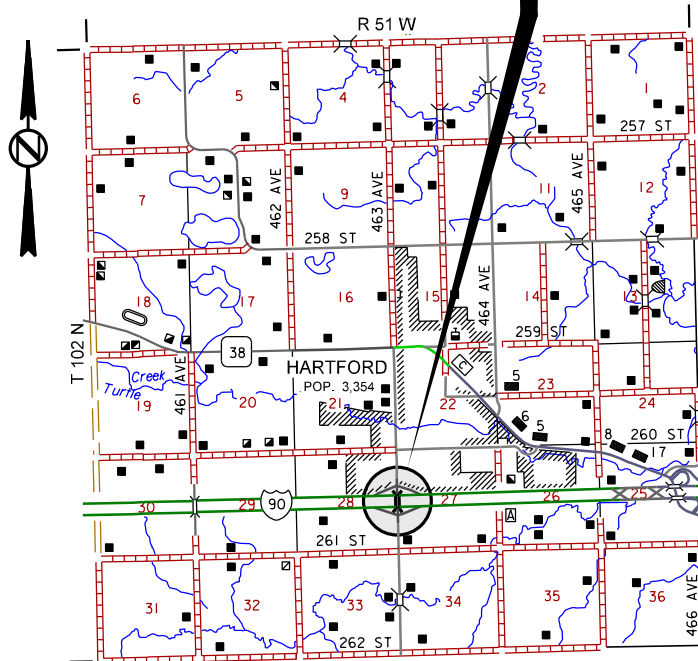 R 51 W
6
5
4
2
1
257 ST
7
462 AVE
9
463 AVE
11
465 AVE
12
258 ST
18
17
16
15
464 AVE
14
13
259 ST
T 102 N
38
HARTFORD
POP. 3,354
C
5
23
Creek
Turtle
461 AVE
19
20
21
22
24
6
5
8
260 ST
17
30
29
90
28
27
26
25
A
261 ST
31
32
33
34
35
36
466 AVE
262 ST
N